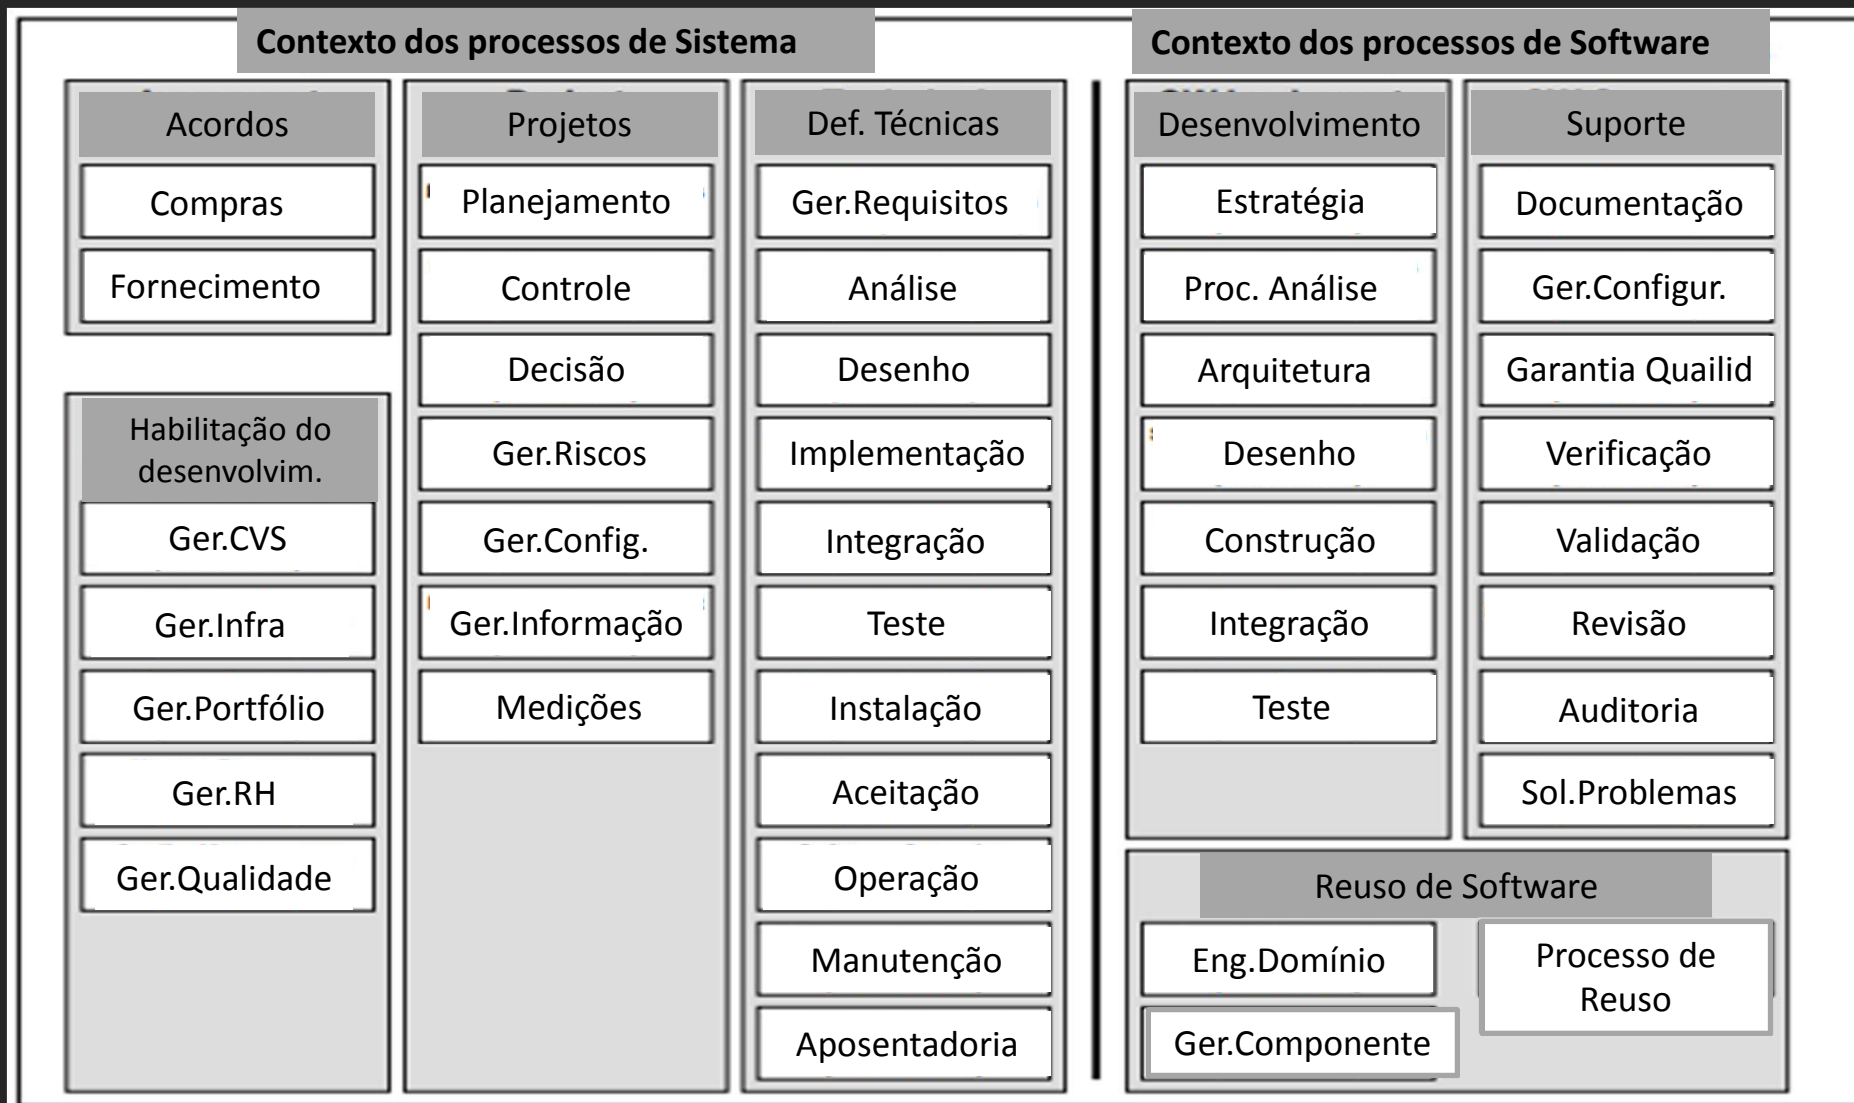 Contexto dos processos de Sistema
Acordos
Compras
Fornecimento
Habilitação do
desenvolvim.
Ger.CVS
Ger.Infra
Ger.Portfólio
Ger.RH
Ger.Qualidade
Projetos
Planejamento
Controle
Decisão
Ger.Riscos
Ger.Config.
Ger.Informação
Medições
Def. Técnicas
Ger.Requisitos
Análise
Desenho
Implementação
Integração
Teste
Instalação
Aceitação
Operação
Manutenção
Aposentadoria
Contexto dos processos de Software
Desenvolvimento
Estratégia
Proc. Análise
Arquitetura
Desenho
Construção
Integração
Teste
Suporte
Documentação
Ger.Configur.
Garantia Quailid
Verificação
Validação
Revisão
Auditoria
Sol.Problemas
Reuso de Software
Eng.Domínio
Ger.Componente
Processo de
Reuso